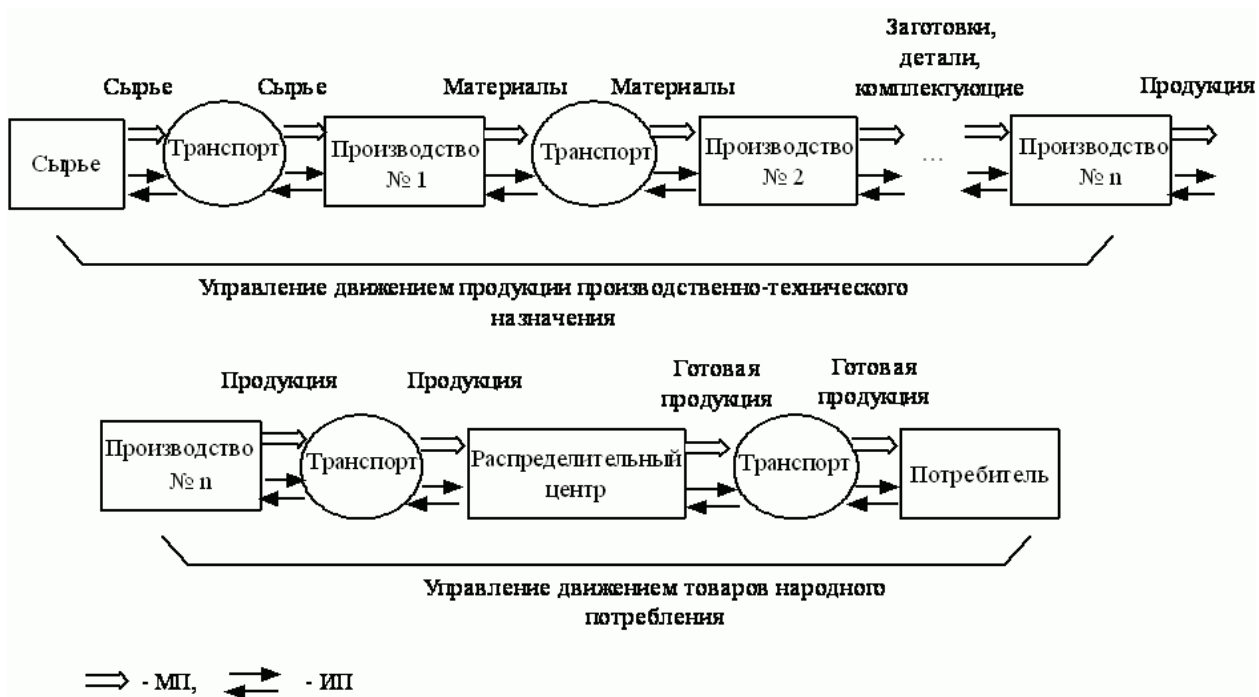 Заготовки,
детали,
комплектующие
Сырье
Сырье
Материалы
Материалы
Продукция
Сырье
Транспорт
Производство
№ 1
Транспорт
Производство
№ 2
...
Производство
№ n
Управление движением продукции производственно-технического
назначения
Продукция
Продукция
Готовая
продукция
Готовая
продукция
Производство
№ n
Транспорт
Распределительный
центр
Транспорт
Потребитель
Управление движением товаров народного
потребления
- МП,
- ИП